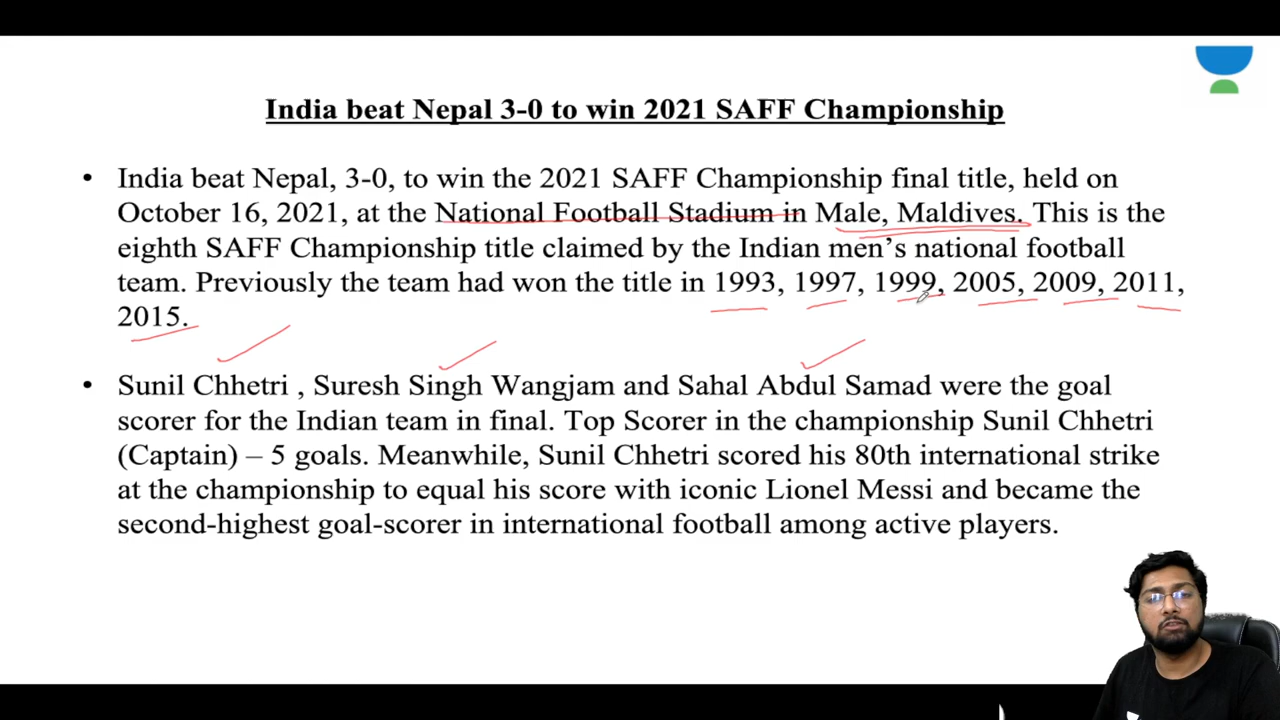 India beat Nepal 3-0 to win 2021 SAFF Championship
• India beat Nepal, 3-0, to win the 2021 SAFF Championship final title, held on
October 16, 2021, at the National Football Stadium in Male, Maldives. This is the
eighth SAFF Championship title claimed by the Indian men’s national football
team. Previously the team had won the title in 1993, 1997, 1999, 2005, 2009, 2011,
2015.
• Sunil Chhetri , Suresh Singh Wangjam and Sahal Abdul Samad were the goal
scorer for the Indian team in final. Top Scorer in the championship Sunil Chhetri
(Captain) – 5 goals. Meanwhile, Sunil Chhetri scored his 80th international strike
at the championship to equal his score with iconic Lionel Messi and became the
second-highest goal-scorer in international football among active players.